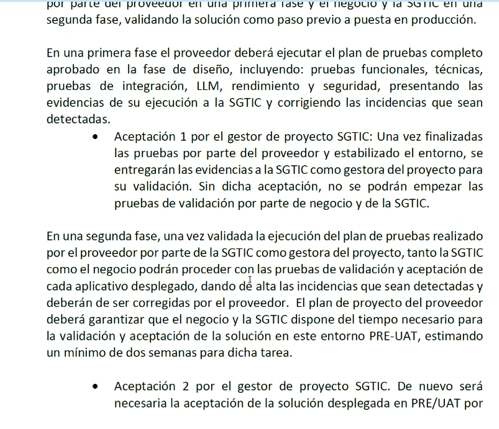 por parte del proveedor en una primera fase y el negocio y la SGTIC en una
segunda fase, validando la solución como paso previo a puesta en producción.
En una primera fase el proveedor deberá ejecutar el plan de pruebas completo
aprobado en la fase de diseño, incluyendo: pruebas funcionales, técnicas,
pruebas de integración, LLM, rendimiento y seguridad, presentando las
evidencias de su ejecución a la SGTIC y corrigiendo las incidencias que sean
detectadas.
• Aceptación 1 por el gestor de proyecto SGTIC: Una vez finalizadas
las pruebas por parte del proveedor y estabilizado el entorno, se
entregarán las evidencias a la SGTIC como gestora del proyecto para
su validación. Sin dicha aceptación, no se podrán empezar las
pruebas de validación por parte de negocio y de la SGTIC.
En una segunda fase, una vez validada la ejecución del plan de pruebas realizado
por el proveedor por parte de la SGTIC como gestora del proyecto, tanto la SGTIC
como el negocio podrán proceder con las pruebas de validación y aceptación de
cada aplicativo desplegado, dando de alta las incidencias que sean detectadas y
deberán de ser corregidas por el proveedor. El plan de proyecto del proveedor
deberá garantizar que el negocio y la SGTIC dispone del tiempo necesario para
la validación y aceptación de la solución en este entorno PRE-UAT, estimando
un mínimo de dos semanas para dicha tarea.
• Aceptación 2 por el gestor de proyecto SGTIC. De nuevo será
necesaria la aceptación de la solución desplegada en PRE/UAT por